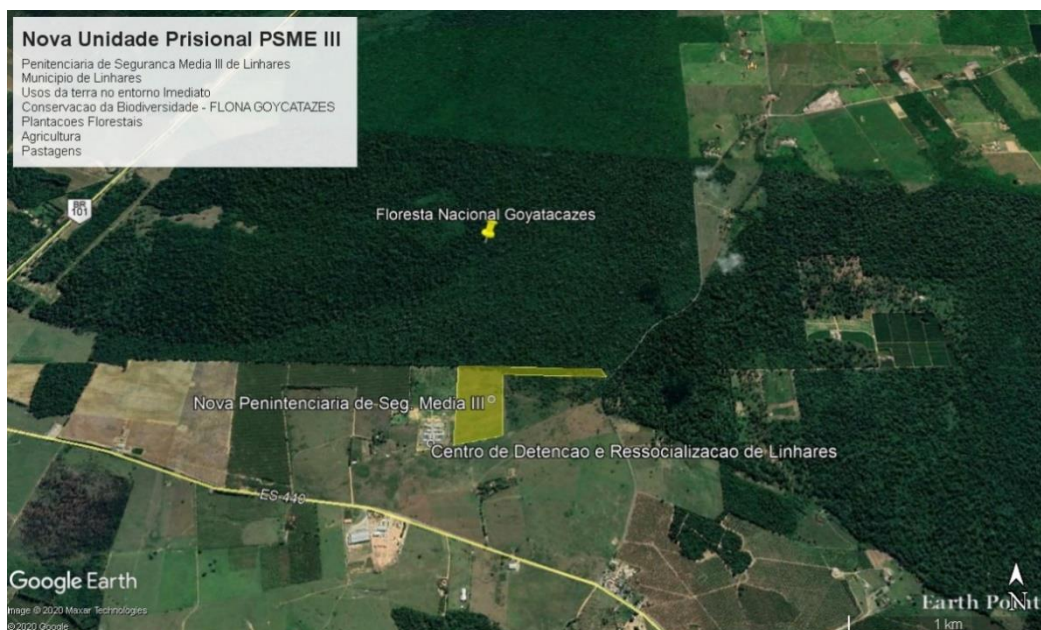 Nova Unidade Prisional PSME III
Penitenciaria de Seguranca Media III de Linhares
Municipio de Linhares
Usos da terra no entorno Imediato
Conservacao da Biodiversidade - FLONA GOYCATAZES
Plantacoes Florestais
Agricultura
Pastagens
BR
101
Floresta Nacional Goyatacazes
Nova Penintenciaria de Seg. Media III
Centro de Detencao e Ressocializacao de Linhares
ES-440
Google Earth
Image © 2020 Maxar Technologies
© 2020 Google
N
Earth Point
1 km